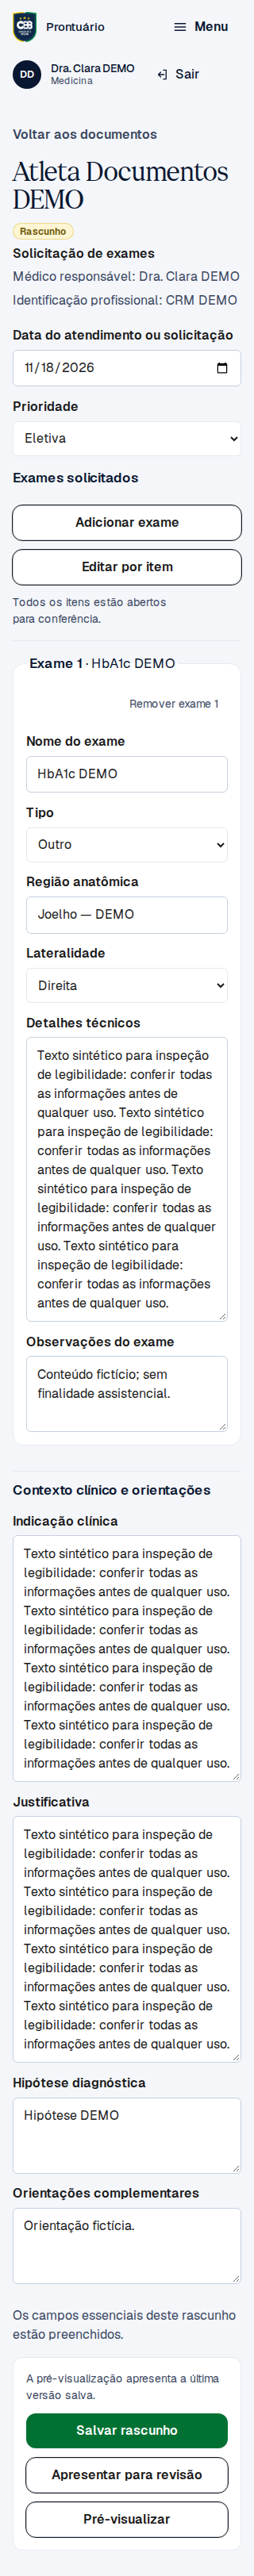 CBB
Prontuário
Menu
DD
Dra. Clara DEMO
Medicina
Sair
Voltar aos documentos
Atleta Documentos
DEMO
Rascunho
Solicitação de exames
Médico responsável: Dra. Clara DEMO
Identificação profissional: CRM DEMO
Data do atendimento ou solicitação
11/18/2026
Prioridade
Eletiva
Exames solicitados
Adicionar exame
Editar por item
Todos os itens estão abertos
para conferência.
Exame 1 · HbA1c DEMO
Remover exame 1
Nome do exame
HbA1c DEMO
Tipo
Outro
Região anatômica
Joelho — DEMO
Lateralidade
Direita
Detalhes técnicos
Texto sintético para inspeção
de legibilidade: conferir todas
as informações antes de
qualquer uso. Texto sintético
para inspeção de legibilidade:
conferir todas as informações
antes de qualquer uso. Texto
sintético para inspeção de
legibilidade: conferir todas as
informações antes de qualquer
uso. Texto sintético para
inspeção de legibilidade:
conferir todas as informações
antes de qualquer uso.
Observações do exame
Conteúdo fictício; sem
finalidade assistencial.
Contexto clínico e orientações
Indicação clínica
Texto sintético para inspeção de
legibilidade: conferir todas as
informações antes de qualquer uso.
Texto sintético para inspeção de
legibilidade: conferir todas as
informações antes de qualquer uso.
Texto sintético para inspeção de
legibilidade: conferir todas as
informações antes de qualquer uso.
Texto sintético para inspeção de
legibilidade: conferir todas as
informações antes de qualquer uso.
Justificativa
Texto sintético para inspeção de
legibilidade: conferir todas as
informações antes de qualquer uso.
Texto sintético para inspeção de
legibilidade: conferir todas as
informações antes de qualquer uso.
Texto sintético para inspeção de
legibilidade: conferir todas as
informações antes de qualquer uso.
Texto sintético para inspeção de
legibilidade: conferir todas as
informações antes de qualquer uso.
Hipótese diagnóstica
Hipótese DEMO
Orientações complementares
Orientação fictícia.
Os campos essenciais deste rascunho
estão preenchidos.
A pré-visualização apresenta a última
versão salva.
Salvar rascunho
Apresentar para revisão
Pré-visualizar